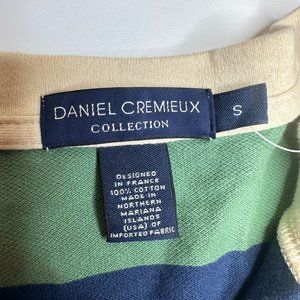 DANIEL CREMIEUX
COLLECTION
S
DESIGNED
IN FRANCE
100% COTTON
MADE IN
NORTHERN
MARIANA
ISLANDS
(USA) OF
IMPORTED FABRIC